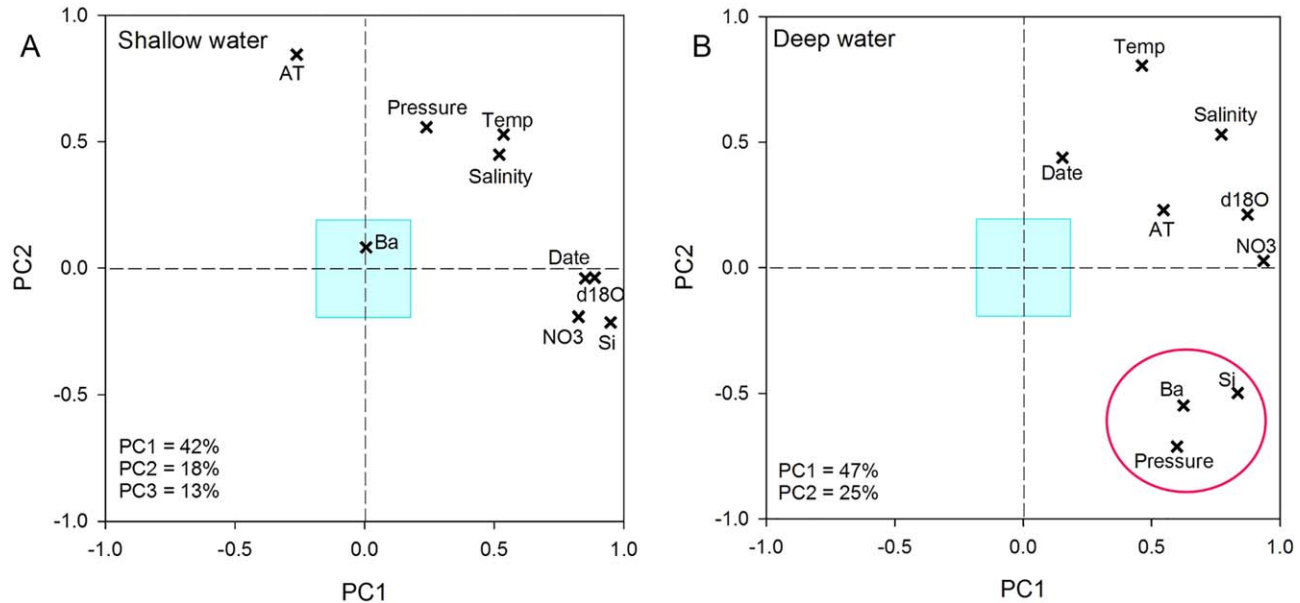 A
Shallow water
1.0
0.5
0.0
-0.5
-1.0
PC2
AT
Pressure
Temp
Salinity
Ba
Date
d18O
NO3
Si
PC1 = 42%
PC2 = 18%
PC3 = 13%
-1.0
-0.5
0.0
0.5
1.0
PC1
B
Deep water
1.0
0.5
0.0
-0.5
-1.0
Temp
Salinity
Date
AT
d18O
NO3
Ba
Si
Pressure
PC1 = 47%
PC2 = 25%
-1.0
-0.5
0.0
0.5
1.0
PC1